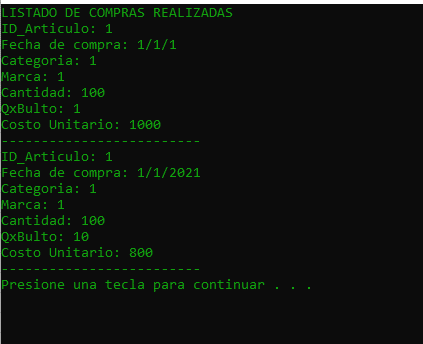 LISTADO DE COMPRAS REALIZADAS
ID_Articulo: 1
Fecha de compra: 1/1/1
Categoria: 1
Marca: 1
Cantidad: 100
QxBulto: 1
Costo Unitario: 1000
-------------------------
ID_Articulo: 1
Fecha de compra: 1/1/2021
Categoria: 1
Marca: 1
Cantidad: 100
QxBulto: 10
Costo Unitario: 800
-------------------------
Presione una tecla para continuar . . .